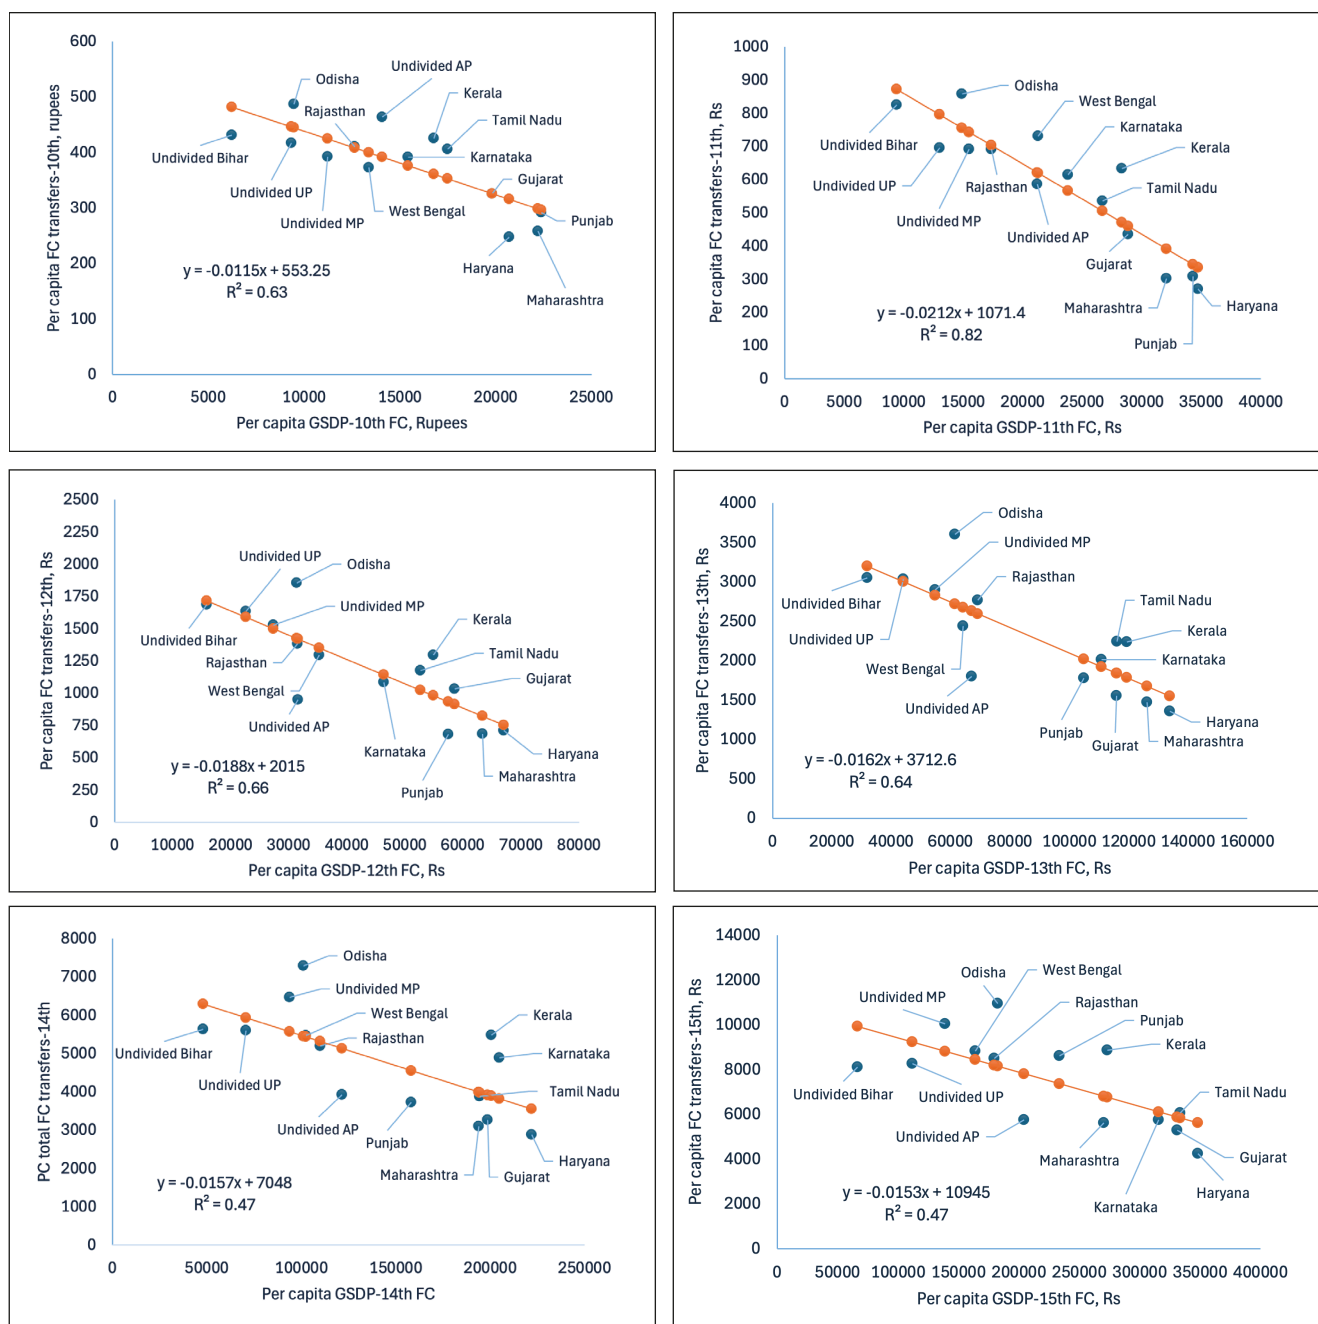 600
500
400
300
200
100
0
Per capita FC transfers-10th, rupees
Undivided AP
Odisha
Kerala
Rajasthan
Tamil Nadu
Undivided Bihar
Karnataka
Gujarat
Undivided UP
West Bengal
Undivided MP
Punjab
Haryana
Maharashtra
y = -0.0115x + 553.25
R² = 0.63
0 5000 10000 15000 20000 25000
Per capita GSDP-10th FC, Rupees
1000
900
800
700
600
500
400
300
200
100
0
Per capita FC transfers-11th, Rs
Odisha
West Bengal
Karnataka
Undivided Bihar
Kerala
Undivided UP
Rajasthan
Tamil Nadu
Undivided MP
Undivided AP
Gujarat
Maharashtra
Haryana
Punjab
y = -0.0212x + 1071.4
R² = 0.82
0 5000 10000 15000 20000 25000 30000 35000 40000
Per capita GSDP-11th FC, Rs
2500
2250
2000
1750
1500
1250
1000
750
500
250
0
Per capita FC transfers-12th, Rs
Undivided UP
Odisha
Undivided MP
Kerala
Undivided Bihar
Tamil Nadu
Rajasthan
Gujarat
West Bengal
Undivided AP
Karnataka
Haryana
Maharashtra
Punjab
y = -0.0188x + 2015
R² = 0.66
0 10000 20000 30000 40000 50000 60000 70000 80000
Per capita GSDP-12th FC, Rs
4000
3500
3000
2500
2000
1500
1000
500
0
Per capita FC transfers-13th, Rs
Odisha
Undivided MP
Rajasthan
Undivided Bihar
Tamil Nadu
Kerala
Undivided UP
Karnataka
West Bengal
Undivided AP
Haryana
Punjab
Maharashtra
Gujarat
y = -0.0162x + 3712.6
R² = 0.64
0 20000 40000 60000 80000 100000 120000 140000 160000
Per capita GSDP-13th FC, Rs
8000
7000
6000
5000
4000
3000
2000
1000
0
PC total FC transfers-14th
Odisha
Undivided MP
West Bengal
Kerala
Rajasthan
Undivided Bihar
Karnataka
Undivided UP
Tamil Nadu
Undivided AP
Punjab
Haryana
Maharashtra
Gujarat
y = -0.0157x + 7048
R² = 0.47
0 50000 100000 150000 200000 250000
Per capita GSDP-14th FC
14000
12000
10000
8000
6000
4000
2000
0
Per capita FC transfers-15th, Rs
West Bengal
Odisha
Undivided MP
Rajasthan
Punjab
Kerala
Undivided Bihar
Undivided UP
Tamil Nadu
Undivided AP
Gujarat
Maharashtra
Haryana
Karnataka
y = -0.0153x + 10945
R² = 0.47
0 50000 100000 150000 200000 250000 300000 350000 400000
Per capita GSDP-15th FC, Rs